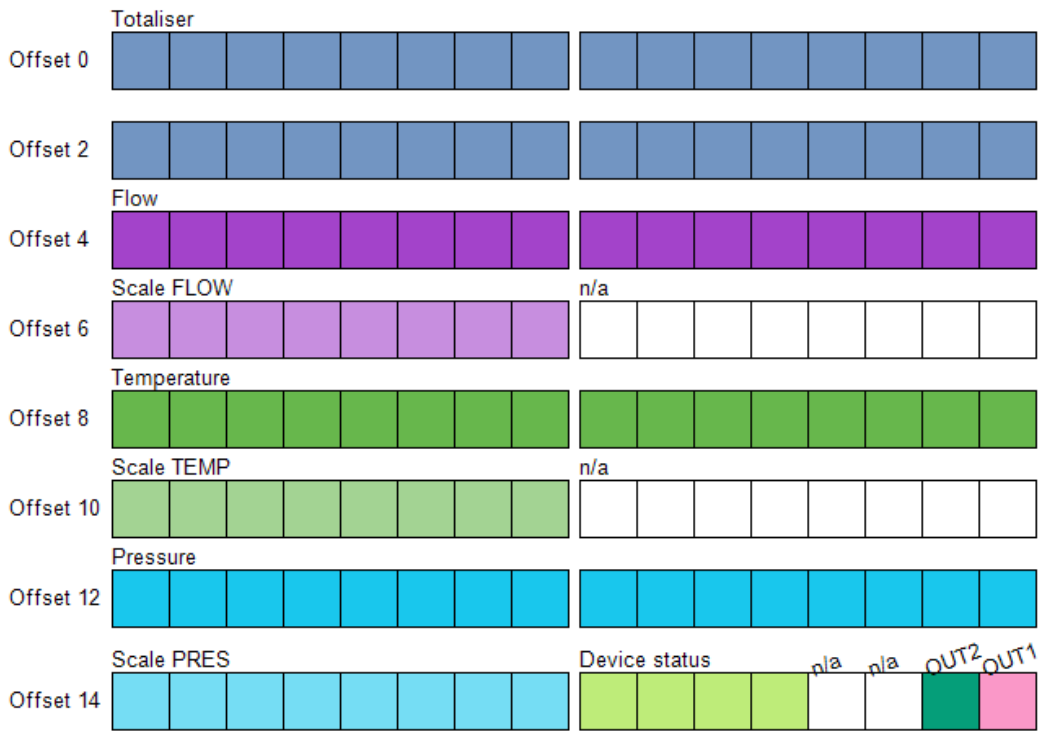 Totaliser
Offset 0
Offset 2
Flow
Offset 4
Scale FLOW n/a
Offset 6
Temperature
Offset 8
Scale TEMP n/a
Offset 10
Pressure
Offset 12
Scale PRES Device status n/a n/a OUT2 OUT1
Offset 14